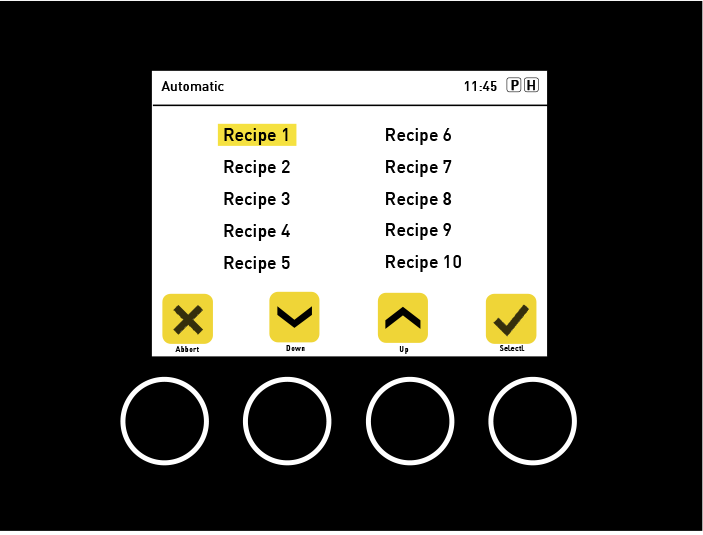 Automatic 11:45 P H
Recipe 1 Recipe 6
Recipe 2 Recipe 7
Recipe 3 Recipe 8
Recipe 4 Recipe 9
Recipe 5 Recipe 10
Abbort Down Up SelectL